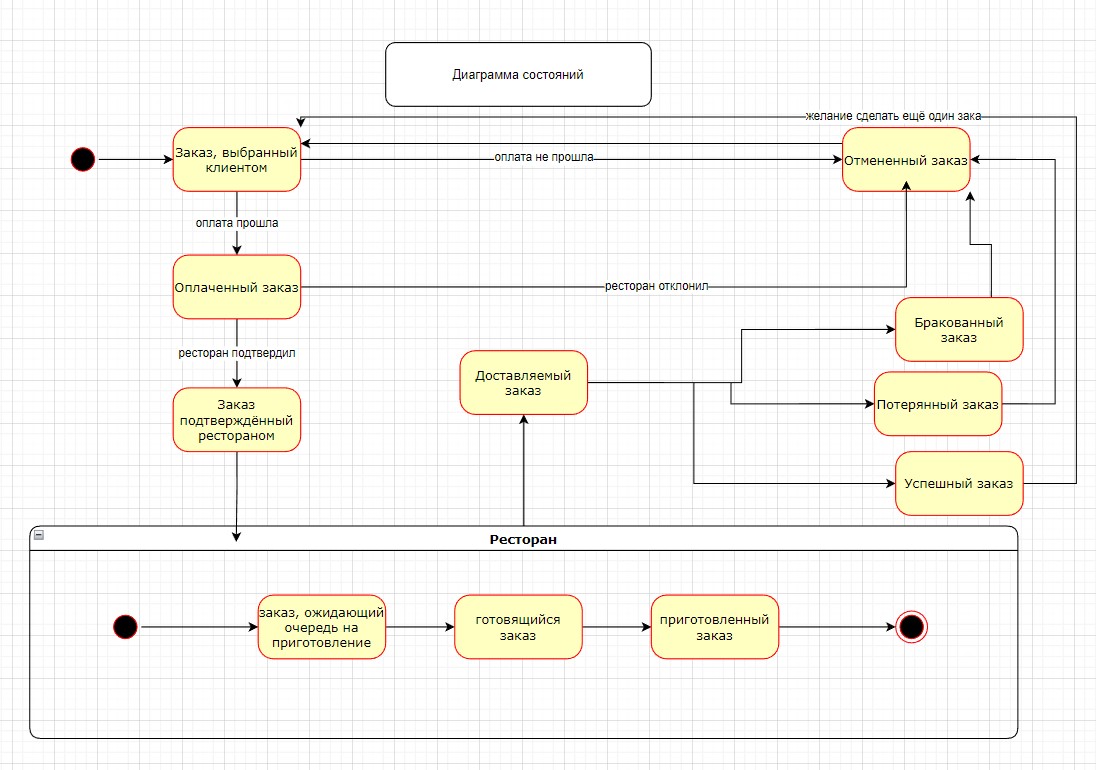 Диаграмма состояний
желание сделать ещё один зака
Заказ, выбранный
клиентом
оплата не прошла
Отмененный заказ
оплата прошла
Оплаченный заказ
ресторан отклонил
Бракованный
заказ
ресторан подтвердил
Доставляемый
заказ
Заказ
подтверждённый
рестораном
Потерянный заказ
Успешный заказ
Ресторан
заказ, ожидающий
очередь на
приготовление
готовящийся
заказ
приготовленный
заказ